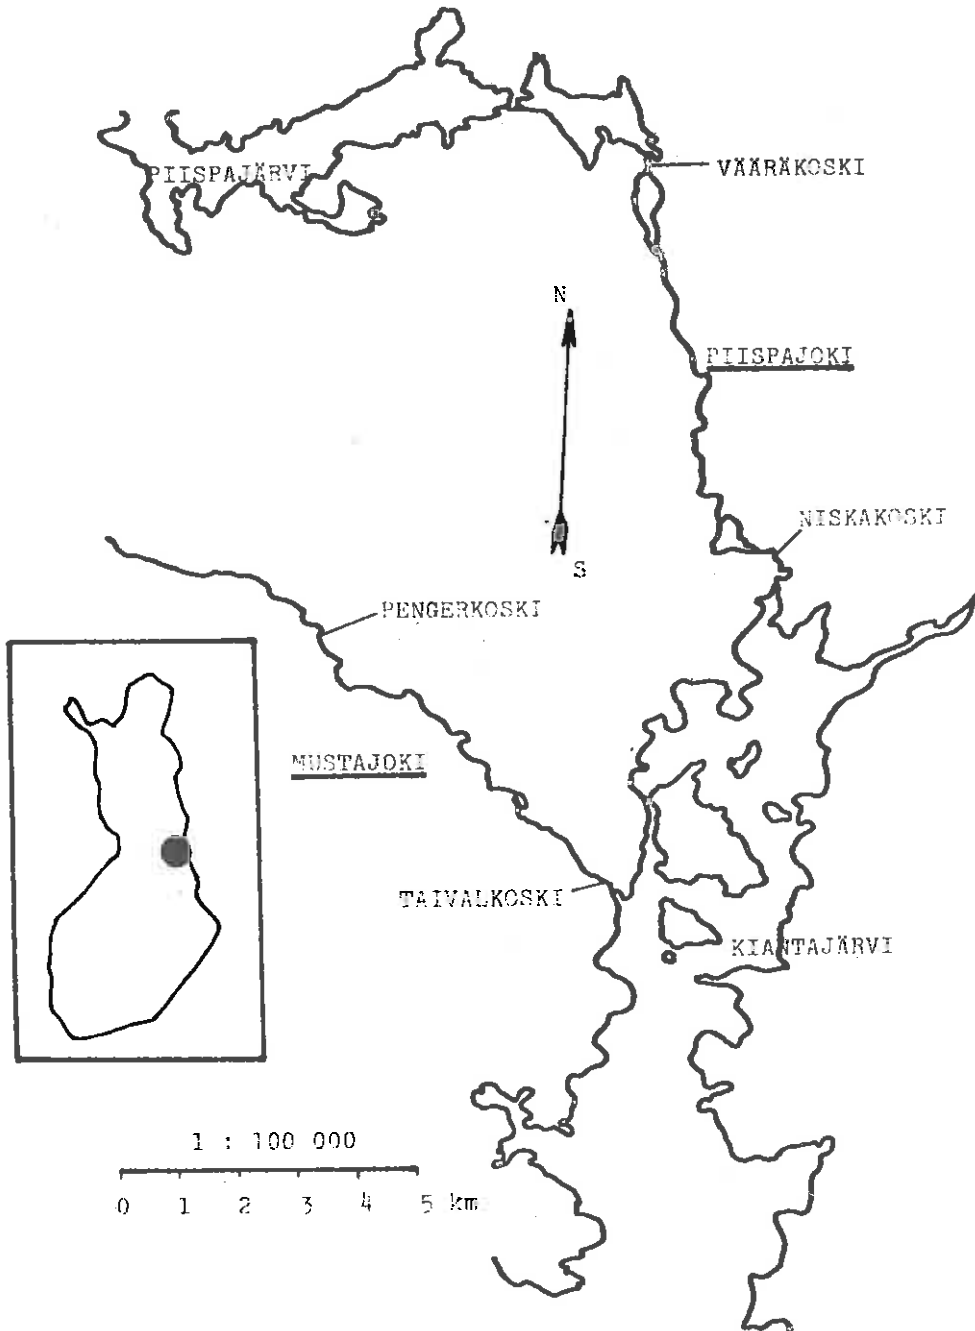 PIISPAJÄRVI
VÄÄRÄKOSKI
N
PIISPAJOKI
NISKAKOSKI
S
PENGERKOSKI
MUSTAJOKI
TAIVALKOSKI
KIANTAJÄRVI
1 : 100 000
0 1 2 3 4 5 km